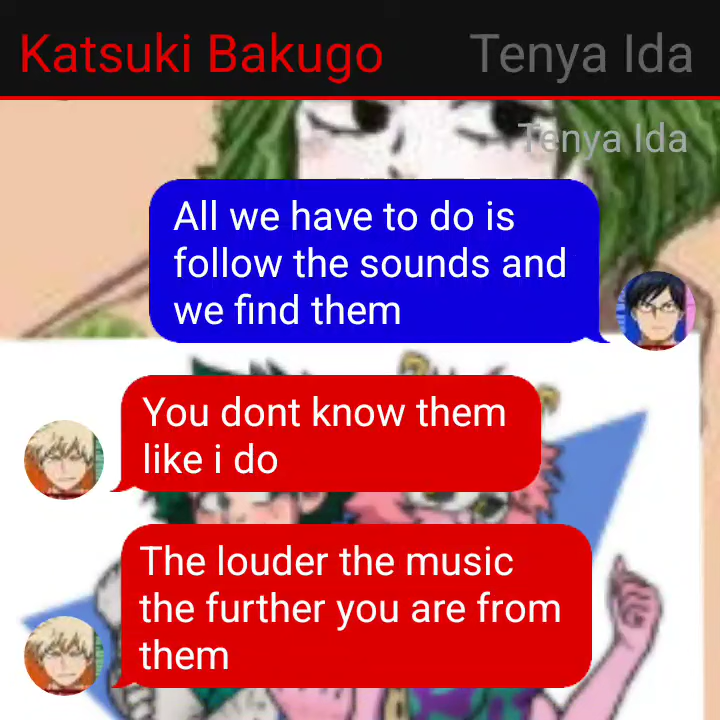 Katsuki Bakugo Tenya Ida
Tenya Ida
All we have to do is
follow the sounds and
we find them
You dont know them
like i do
The louder the music
the further you are from
them